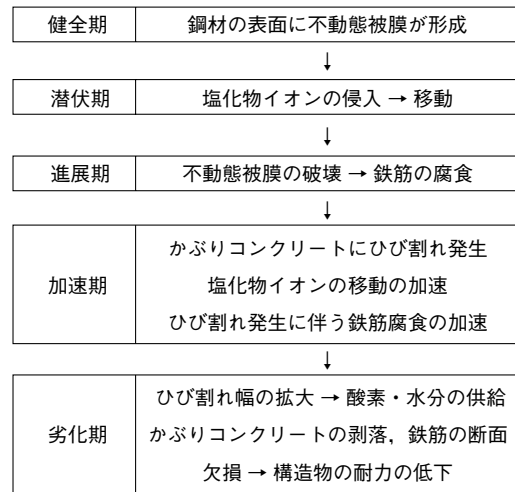 健全期 鋼材の表面に不動態被膜が形成
↓
潜伏期 塩化物イオンの侵入 → 移動
↓
進展期 不動態被膜の破壊 → 鉄筋の腐食
↓
かぶりコンクリートにひび割れ発生
加速期 塩化物イオンの移動の加速
ひび割れ発生に伴う鉄筋腐食の加速
↓
ひび割れ幅の拡大 → 酸素・水分の供給
劣化期 かぶりコンクリートの剥落，鉄筋の断面
欠損 → 構造物の耐力の低下